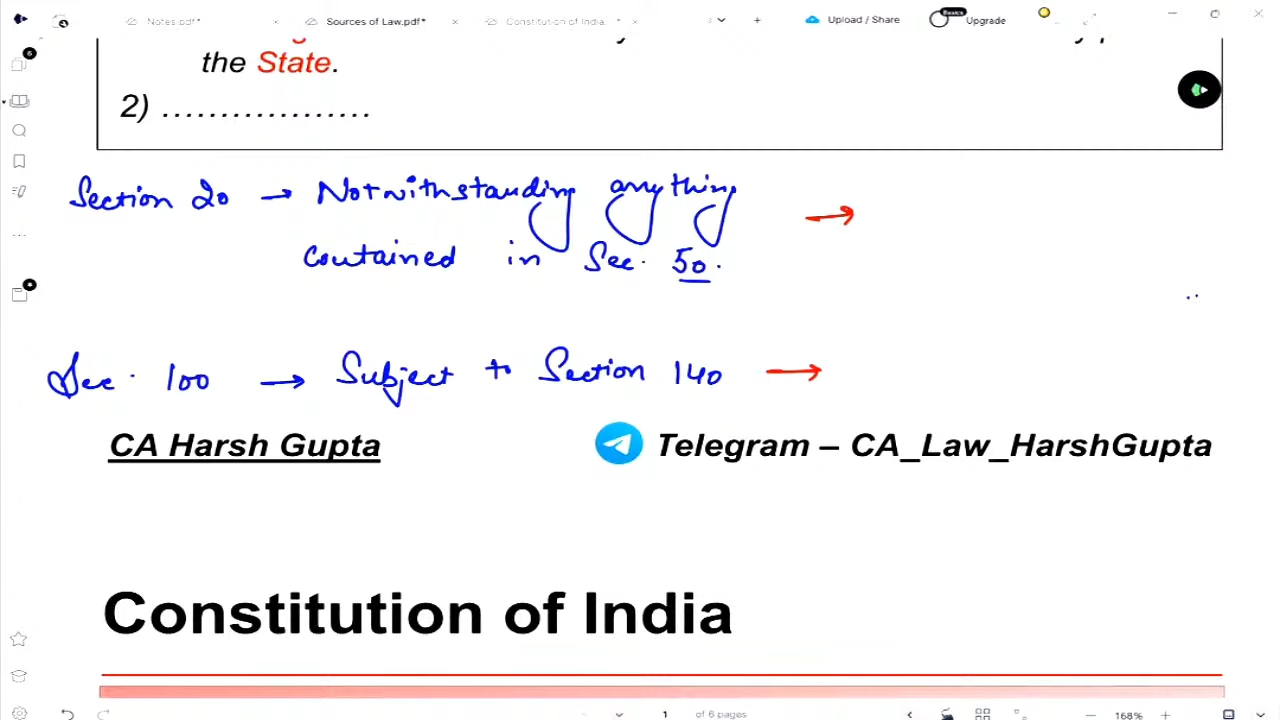 Notes.pdf*
Sources of Law.pdf*
Constitution of India *
Upload / Share
Basics
Upgrade
the State.
2) ..................
Section 20 → Notwithstanding anything
contained in Sec. 50.
Sec. 100 → Subject to Section 140
CA Harsh Gupta
Telegram – CA_Law_HarshGupta
Constitution of India
1 of 6 pages
168%